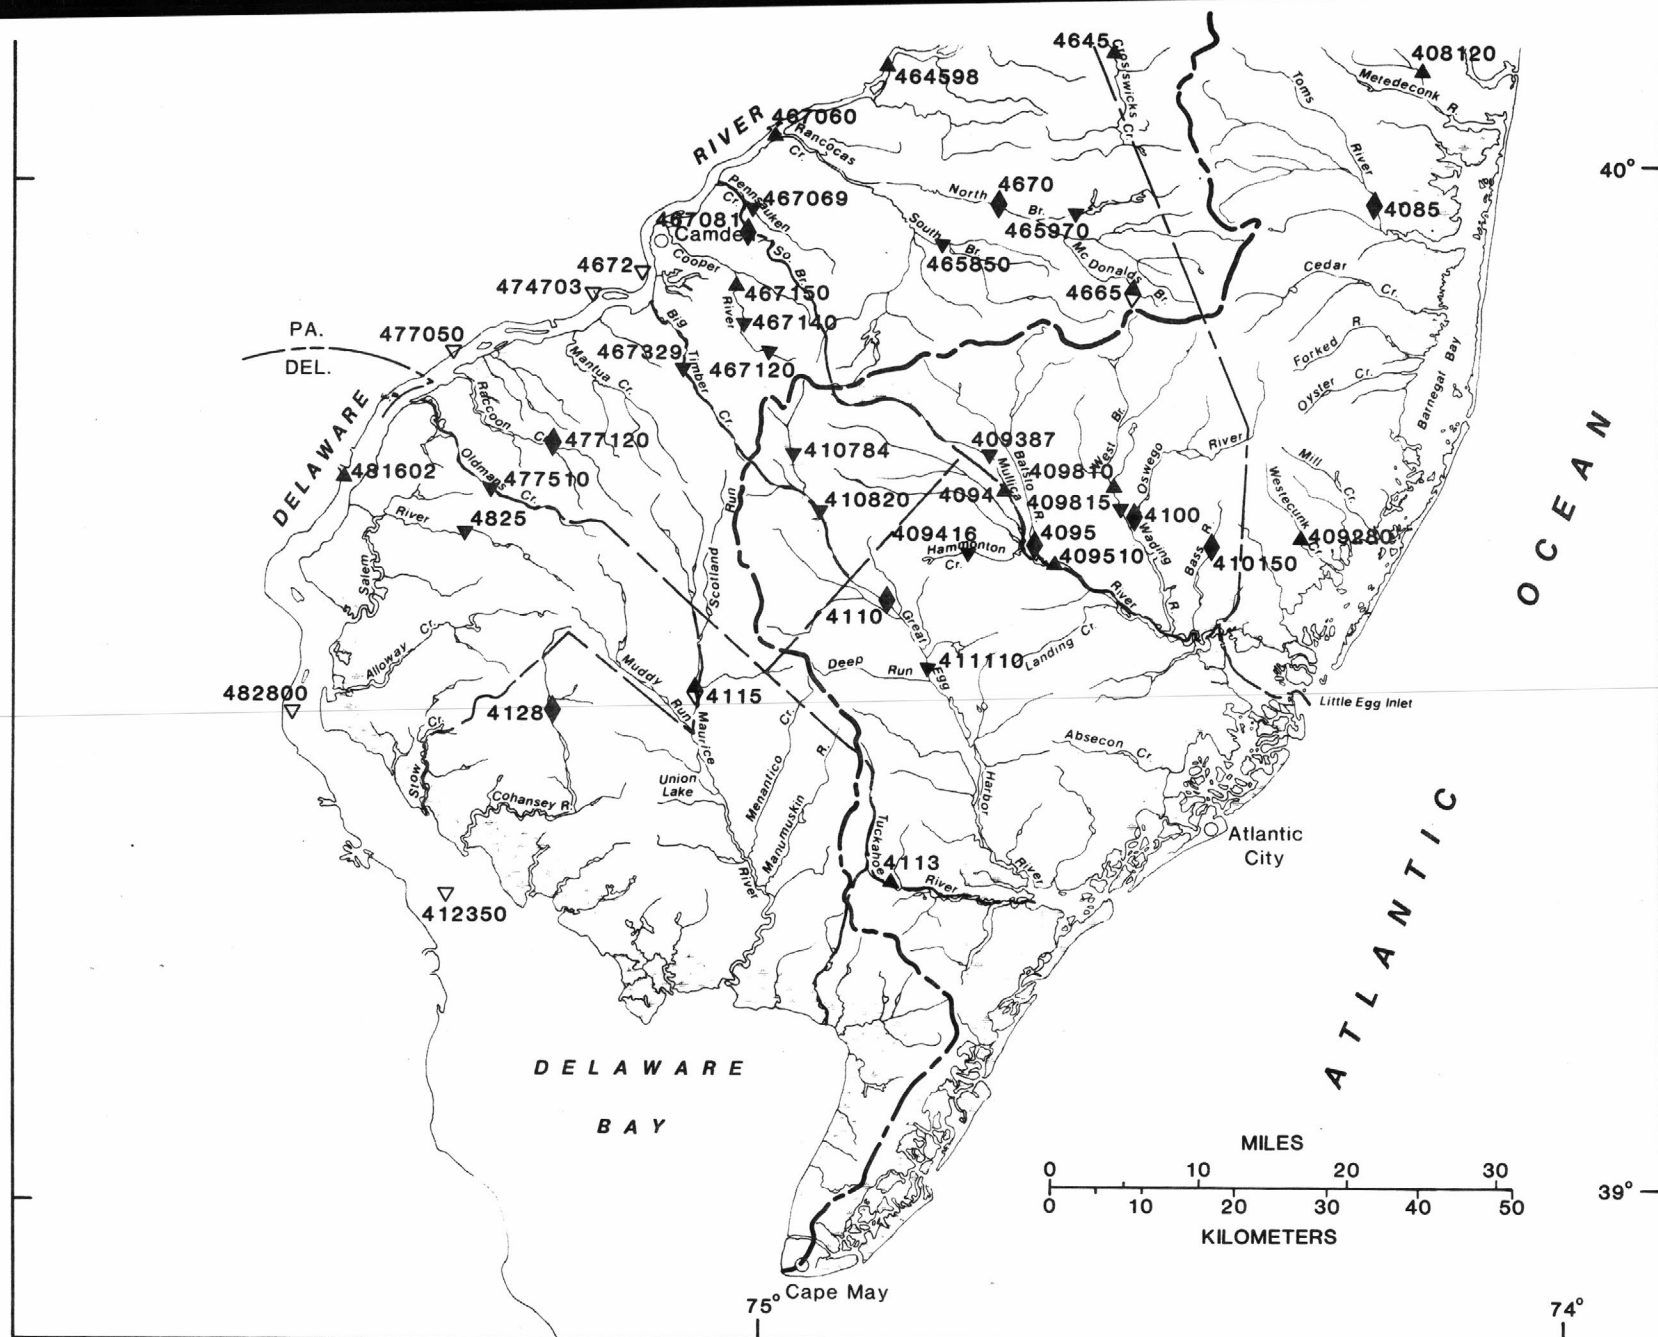 4645
Crosswicks Cr.
408120
Metedeconk R.
464598
Toms
River
467060
Rancocas
Cr.
RIVER
40°
Pennsauken
Cr.
467069
467081
Camden
So. Br.
North
Br.
4670
465970
4085
South
Br.
465850
Mc Donalds
Br.
4665
Cedar
Cr.
Cooper
River
4672
474703
467150
467140
467120
Big
Timber
Cr.
467329
PA.
DEL.
477050
Mantua Cr.
Forked
R.
Oyster
Cr.
Barnegat Bay
DELAWARE
Raccoon
C
477120
481602
Oldmans
Cr.
477510
River
Salem
4825
410784
410820
409387
Batsto
R.
Mullica
River
4094
West
Br.
409810
409815
Oswego
River
4100
Wading
R.
Mill
Cr.
Westecunk
Cr.
409280
409416
Hammonton
Cr.
4095
409510
Bass R.
410150
OCEAN
Scotland
Run
4110
Great
Egg
Harbor
River
Landing Cr.
Deep
Run
411110
Alloway
Cr.
Muddy
Run
482800
4128
4115
Maurice
River
Little Egg Inlet
Absecon
Cr.
Stow
Cr.
Union
Lake
Cohansey R.
Menantico
Cr.
Manumuskin
R.
Tuckahoe
River
4113
Atlantic
City
412350
ATLANTIC
DELAWARE
BAY
MILES
0 10 20 30
0 10 20 30 40 50
KILOMETERS
39°
Cape May
75°
74°